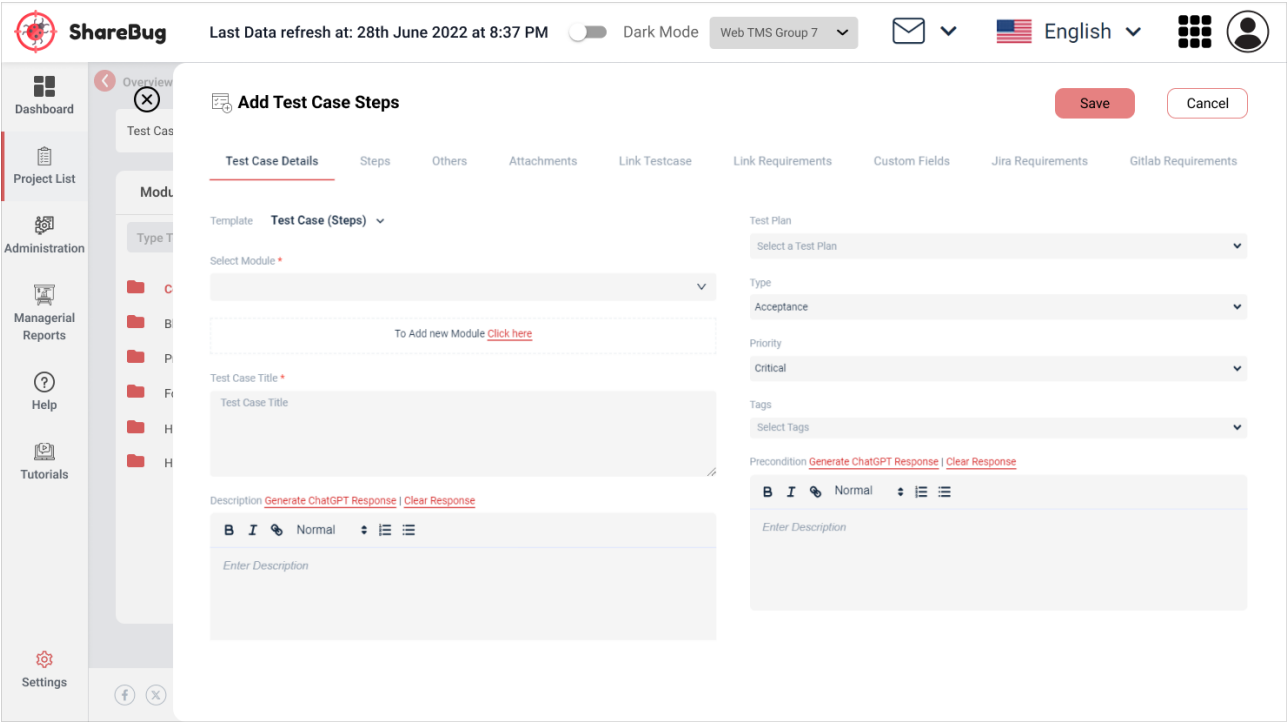 ShareBug
Last Data refresh at: 28th June 2022 at 8:37 PM
Dark Mode
Web TMS Group 7
English
Dashboard
Project List
Administration
Managerial
Reports
Help
Tutorials
Settings
Overview
Test Cas
Modu
Type T
C
Bl
P
Fo
H
H
Add Test Case Steps
Save
Cancel
Test Case Details
Steps
Others
Attachments
Link Testcase
Link Requirements
Custom Fields
Jira Requirements
Gitlab Requirements
Template Test Case (Steps)
Select Module *
To Add new Module Click here
Test Case Title *
Test Case Title
Description Generate ChatGPT Response | Clear Response
B I Normal
Enter Description
Test Plan
Select a Test Plan
Type
Acceptance
Priority
Critical
Tags
Select Tags
Precondition Generate ChatGPT Response | Clear Response
B I Normal
Enter Description